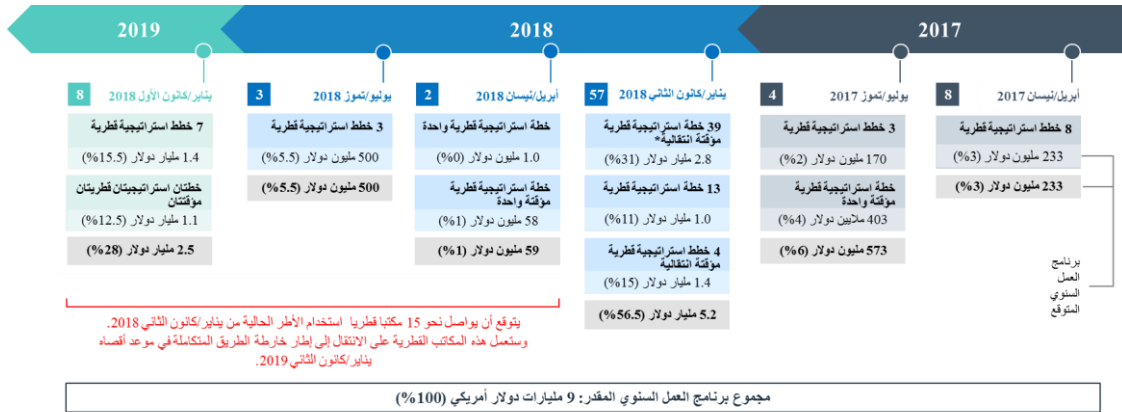 2017
2018
2019
أبريل/نيسان 2017
8
8 خطط استراتيجية قطرية
233 مليون دولار (3%)
233 مليون دولار (3%)
برنامج
العمل
السنوي
المتوقع
يوليو/تموز 2017
4
3 خطط استراتيجية قطرية
170 مليون دولار (2%)
خطة استراتيجية قطرية
مؤقتة واحدة
403 ملايين دولار (4%)
573 مليون دولار (6%)
يناير/كانون الثاني 2018
57
39 خطة استراتيجية قطرية
مؤقتة انتقالية*
2.8 مليار دولار (31%)
13 خطة استراتيجية قطرية
1.0 مليار دولار (11%)
4 خطط استراتيجية قطرية
مؤقتة انتقالية
1.4 مليار دولار (15%)
5.2 مليار دولار (56.5%)
أبريل/نيسان 2018
2
خطة استراتيجية قطرية واحدة
1.0 مليون دولار (0%)
خطة استراتيجية قطرية
مؤقتة واحدة
58 مليون دولار (1%)
59 مليون دولار (1%)
يوليو/تموز 2018
3
3 خطط استراتيجية قطرية
500 مليون دولار (5.5%)
500 مليون دولار (5.5%)
يناير/كانون الأول 2018
8
7 خطط استراتيجية قطرية
1.4 مليار دولار (15.5%)
خطتان استراتيجيتان قطريتان
مؤقتتان
1.1 مليار دولار (12.5%)
2.5 مليار دولار (28%)
يتوقع أن يواصل نحو 15 مكتبا قطريا استخدام الأطر الحالية من يناير/كانون الثاني 2018.
وستعمل هذه المكاتب القطرية على الانتقال إلى إطار خارطة الطريق المتكاملة في موعد أقصاه
يناير/كانون الثاني 2019.
مجموع برنامج العمل السنوي المقدر: 9 مليارات دولار أمريكي (100%)